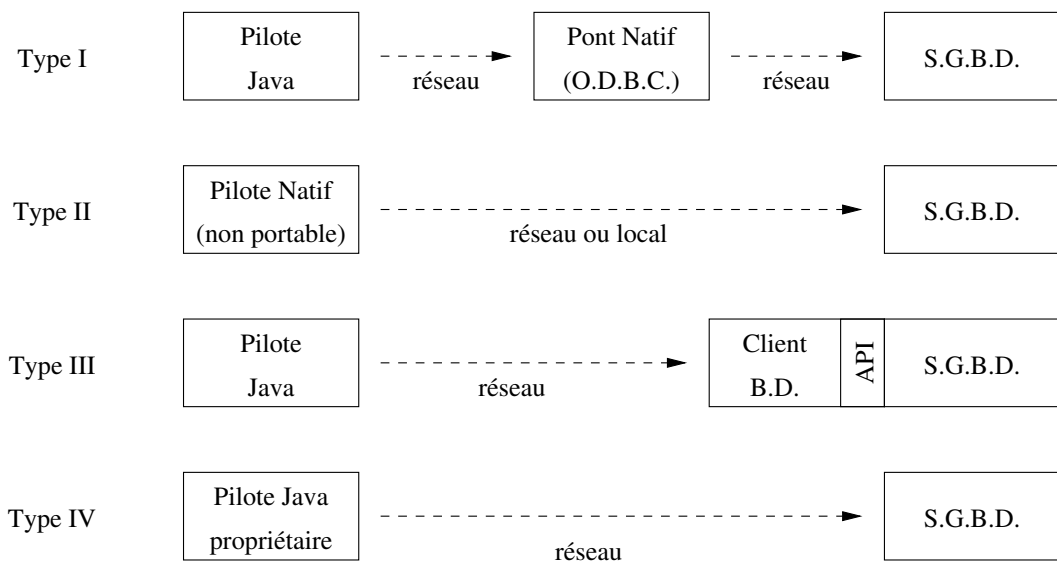 Type I
Pilote
Java
réseau
Pont Natif
(O.D.B.C.)
réseau
S.G.B.D.
Type II
Pilote Natif
(non portable)
réseau ou local
S.G.B.D.
Type III
Pilote
Java
réseau
Client
B.D.
API
S.G.B.D.
Type IV
Pilote Java
propriétaire
réseau
S.G.B.D.